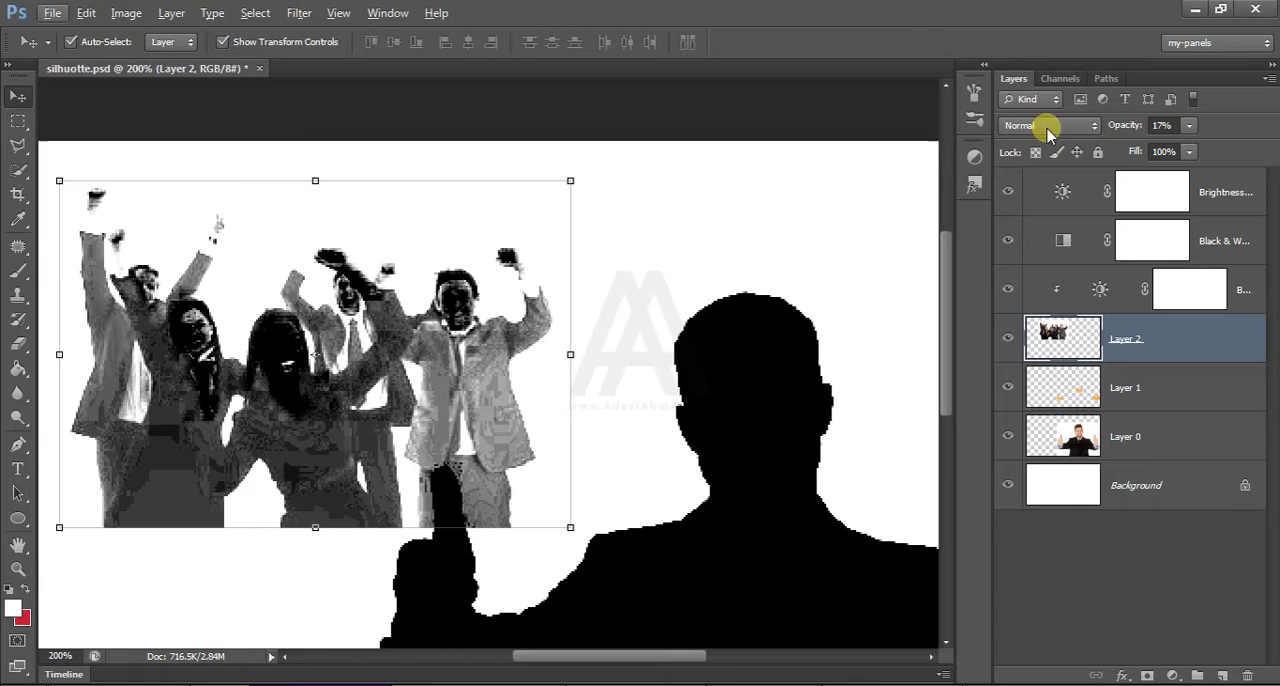 Ps File Edit Image Layer Type Select Filter View Window Help
Auto-Select: Layer Show Transform Controls my-panels
silhuotte.psd @ 200% (Layer 2, RGB/8#) *
Layers Channels Paths
Kind
Normal Opacity: 17%
Lock: Fill: 100%
Brightness...
Black & W...
B...
Layer 2
Layer 1
Layer 0
Background
200% Doc: 716.5K/2.84M
Timeline